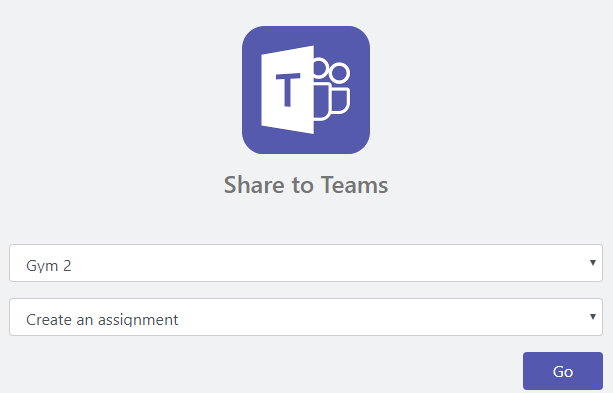 T
Share to Teams
Gym 2
Create an assignment
Go